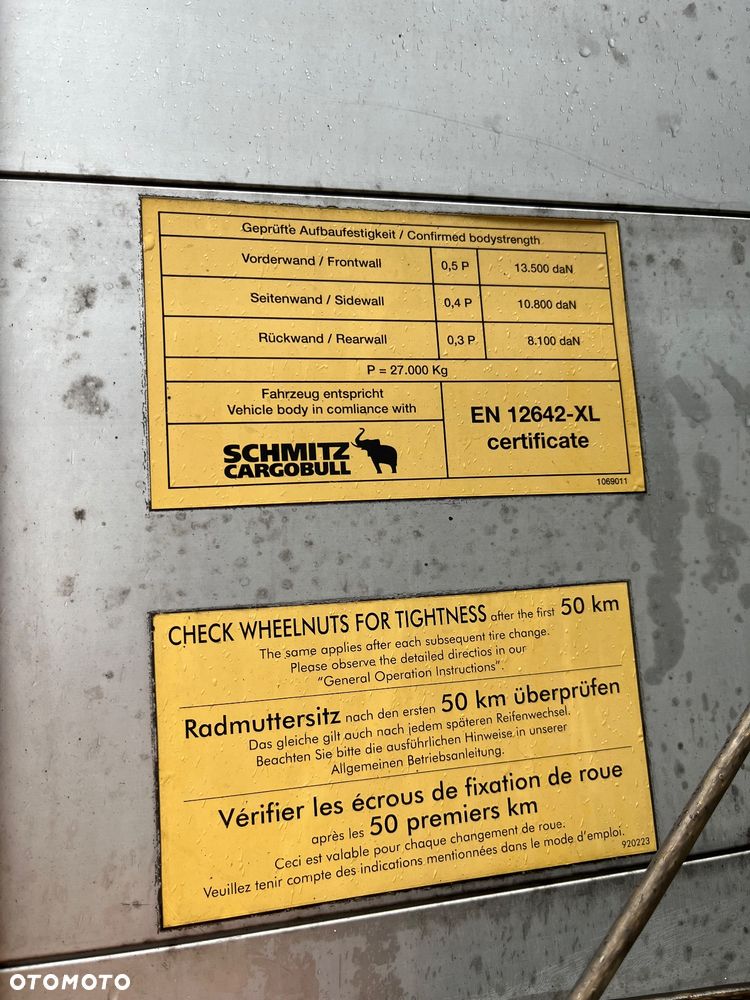 Geprüfte Aufbaufestigkeit / Confirmed bodystrength
Vorderwand / Frontwall 0,5 P 13.500 daN
Seitenwand / Sidewall 0,4 P 10.800 daN
Rückwand / Rearwall 0,3 P 8.100 daN
P = 27.000 Kg
Fahrzeug entspricht
Vehicle body in comliance with
EN 12642-XL
certificate
SCHMITZ
CARGOBULL
1069011
CHECK WHEELNUTS FOR TIGHTNESS after the first 50 km
The same applies after each subsequent tire change.
Please observe the detailed directios in our
"General Operation Instructions".
Radmuttersitz nach den ersten 50 km überprüfen
Das gleiche gilt auch nach jedem späteren Reifenwechsel.
Beachten Sie bitte die ausführlichen Hinweise in unserer
Allgemeinen Betriebsanleitung.
Vérifier les écrous de fixation de roue
après les 50 premiers km
Ceci est valable pour chaque changement de roue.
Veuillez tenir compte des indications mentionnées dans le mode d'emploi.
920223
OTOMOTO